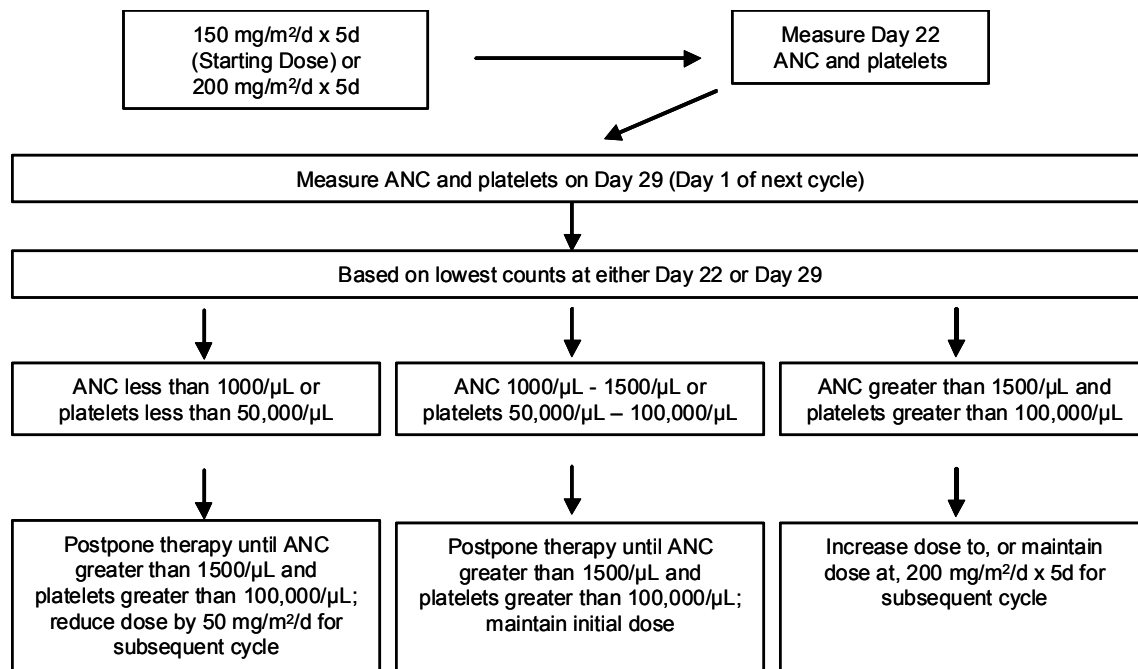 150 mg/m²/d x 5d
(Starting Dose) or
200 mg/m²/d x 5d
Measure Day 22
ANC and platelets
Measure ANC and platelets on Day 29 (Day 1 of next cycle)
Based on lowest counts at either Day 22 or Day 29
ANC less than 1000/µL or
platelets less than 50,000/µL
ANC 1000/µL - 1500/µL or
platelets 50,000/µL – 100,000/µL
ANC greater than 1500/µL and
platelets greater than 100,000/µL
Postpone therapy until ANC
greater than 1500/µL and
platelets greater than 100,000/µL;
reduce dose by 50 mg/m²/d for
subsequent cycle
Postpone therapy until ANC
greater than 1500/µL and
platelets greater than 100,000/µL;
maintain initial dose
Increase dose to, or maintain
dose at, 200 mg/m²/d x 5d for
subsequent cycle